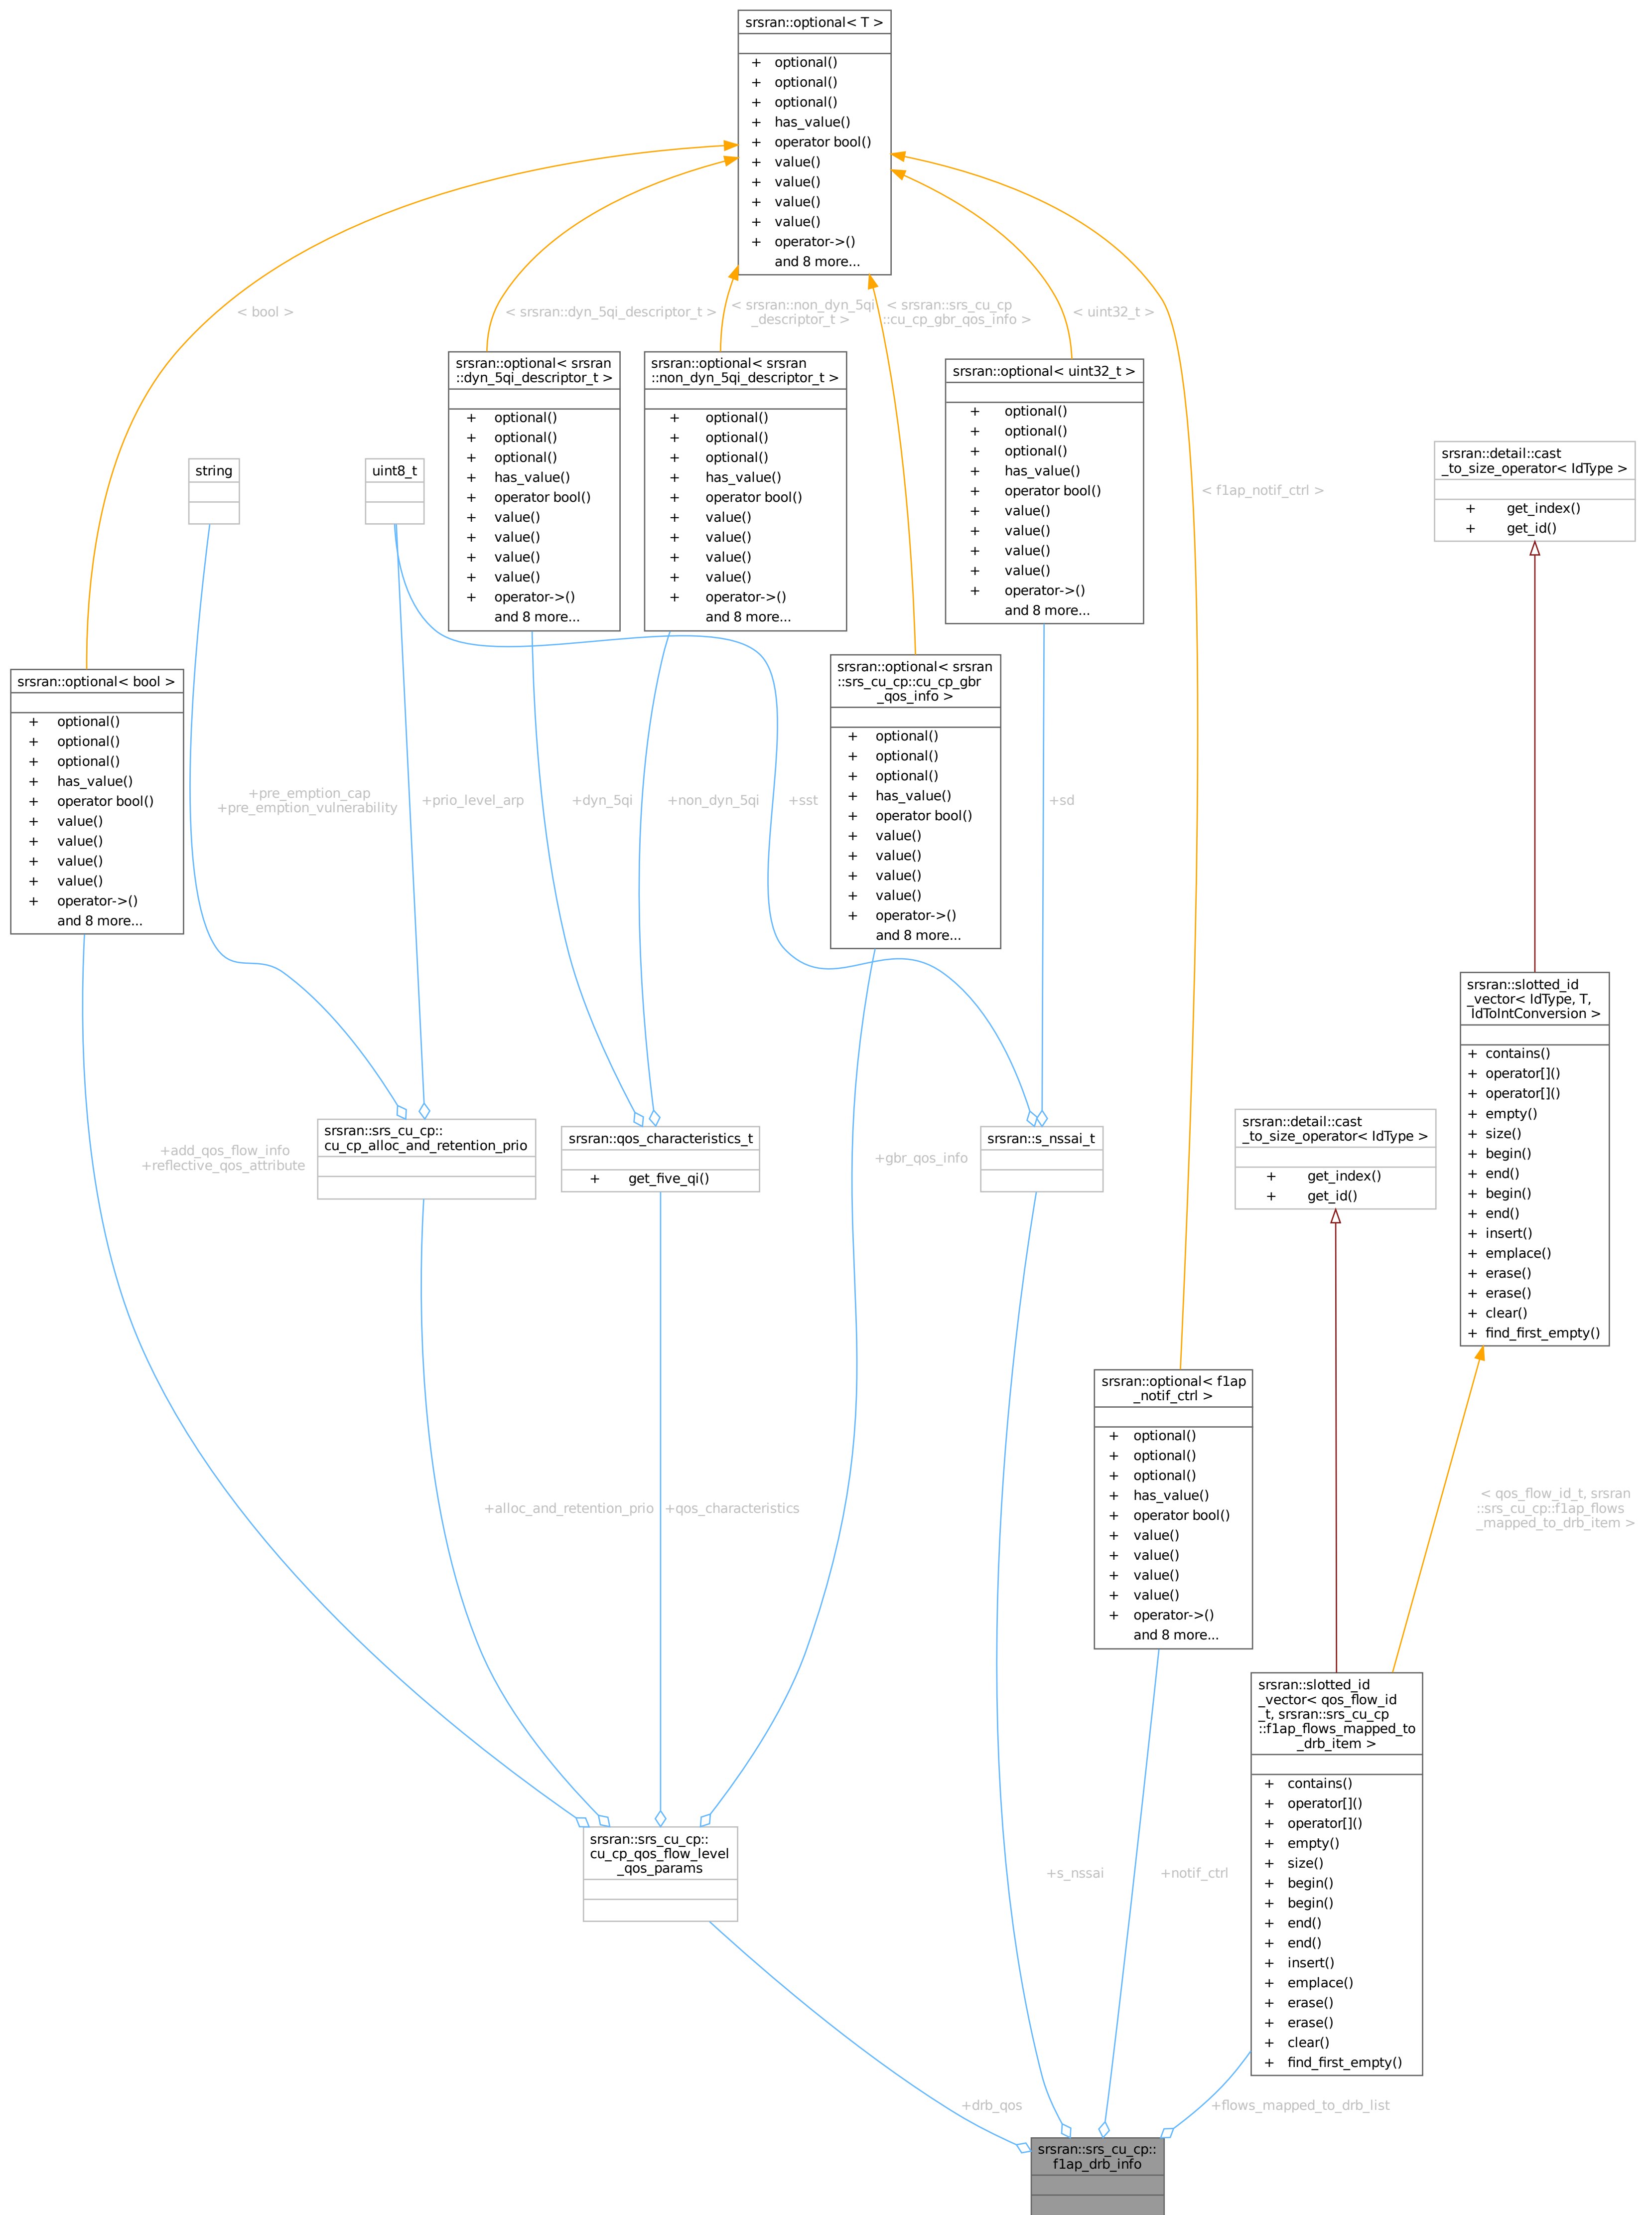 srsran::optional< T >
+ optional()
+ optional()
+ optional()
+ has_value()
+ operator bool()
+ value()
+ value()
+ value()
+ value()
+ operator->()
and 8 more...
< bool >
< srsran::dyn_5qi_descriptor_t >
< srsran::non_dyn_5qi
_descriptor_t >
< srsran::srs_cu_cp
::cu_cp_gbr_qos_info >
< uint32_t >
< f1ap_notif_ctrl >
srsran::optional< srsran
::dyn_5qi_descriptor_t >
+ optional()
+ optional()
+ optional()
+ has_value()
+ operator bool()
+ value()
+ value()
+ value()
+ value()
+ operator->()
and 8 more...
srsran::optional< srsran
::non_dyn_5qi_descriptor_t >
+ optional()
+ optional()
+ optional()
+ has_value()
+ operator bool()
+ value()
+ value()
+ value()
+ value()
+ operator->()
and 8 more...
srsran::optional< uint32_t >
+ optional()
+ optional()
+ optional()
+ has_value()
+ operator bool()
+ value()
+ value()
+ value()
+ value()
+ operator->()
and 8 more...
string
uint8_t
srsran::detail::cast
_to_size_operator< IdType >
+ get_index()
+ get_id()
srsran::optional< bool >
+ optional()
+ optional()
+ optional()
+ has_value()
+ operator bool()
+ value()
+ value()
+ value()
+ value()
+ operator->()
and 8 more...
srsran::optional< srsran
::srs_cu_cp::cu_cp_gbr
_qos_info >
+ optional()
+ optional()
+ optional()
+ has_value()
+ operator bool()
+ value()
+ value()
+ value()
+ value()
+ operator->()
and 8 more...
+pre_emption_cap
+pre_emption_vulnerability
+prio_level_arp
+dyn_5qi
+non_dyn_5qi
+sst
+sd
srsran::slotted_id
_vector< IdType, T,
IdToIntConversion >
+ contains()
+ operator[]()
+ operator[]()
+ empty()
+ size()
+ begin()
+ end()
+ begin()
+ end()
+ insert()
+ emplace()
+ erase()
+ erase()
+ clear()
+ find_first_empty()
+add_qos_flow_info
+reflective_qos_attribute
srsran::srs_cu_cp::
cu_cp_alloc_and_retention_prio
srsran::qos_characteristics_t
+ get_five_qi()
+gbr_qos_info
srsran::s_nssai_t
srsran::detail::cast
_to_size_operator< IdType >
+ get_index()
+ get_id()
srsran::optional< f1ap
_notif_ctrl >
+ optional()
+ optional()
+ optional()
+ has_value()
+ operator bool()
+ value()
+ value()
+ value()
+ value()
+ operator->()
and 8 more...
+alloc_and_retention_prio
+qos_characteristics
< qos_flow_id_t, srsran
::srs_cu_cp::f1ap_flows
_mapped_to_drb_item >
srsran::slotted_id
_vector< qos_flow_id
_t, srsran::srs_cu_cp
::f1ap_flows_mapped_to
_drb_item >
+ contains()
+ operator[]()
+ operator[]()
+ empty()
+ size()
+ begin()
+ begin()
+ end()
+ end()
+ insert()
+ emplace()
+ erase()
+ erase()
+ clear()
+ find_first_empty()
srsran::srs_cu_cp::
cu_cp_qos_flow_level
_qos_params
+s_nssai
+notif_ctrl
+drb_qos
+flows_mapped_to_drb_list
srsran::srs_cu_cp::
f1ap_drb_info